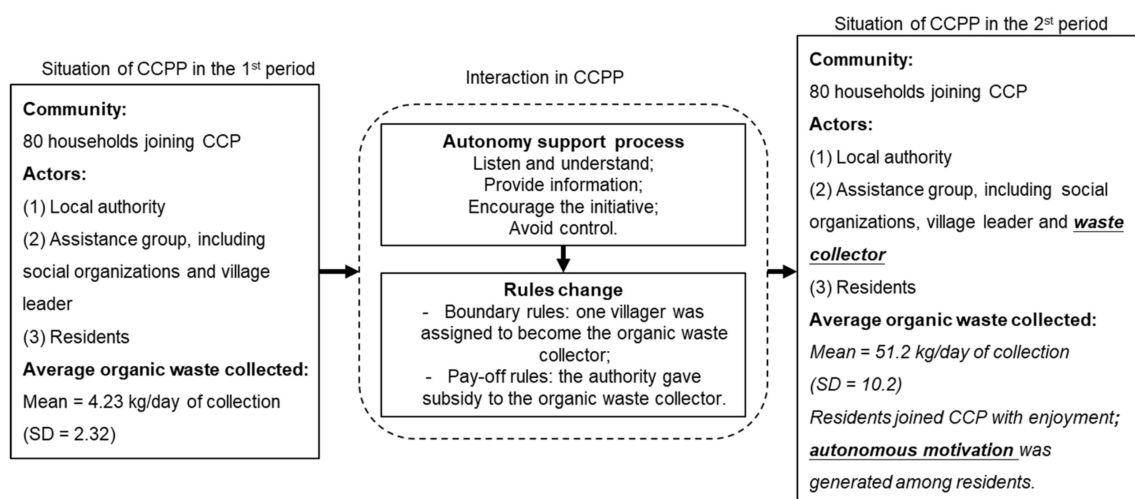 Situation of CCPP in the 1st period
Community:
80 households joining CCP
Actors:
(1) Local authority
(2) Assistance group, including
social organizations and village
leader
(3) Residents
Average organic waste collected:
Mean = 4.23 kg/day of collection
(SD = 2.32)
Interaction in CCPP
Autonomy support process
Listen and understand;
Provide information;
Encourage the initiative;
Avoid control.
Rules change
- Boundary rules: one villager was
assigned to become the organic waste
collector;
- Pay-off rules: the authority gave
subsidy to the organic waste collector.
Situation of CCPP in the 2st period
Community:
80 households joining CCP
Actors:
(1) Local authority
(2) Assistance group, including social
organizations, village leader and waste
collector
(3) Residents
Average organic waste collected:
Mean = 51.2 kg/day of collection
(SD = 10.2)
Residents joined CCP with enjoyment;
autonomous motivation was
generated among residents.